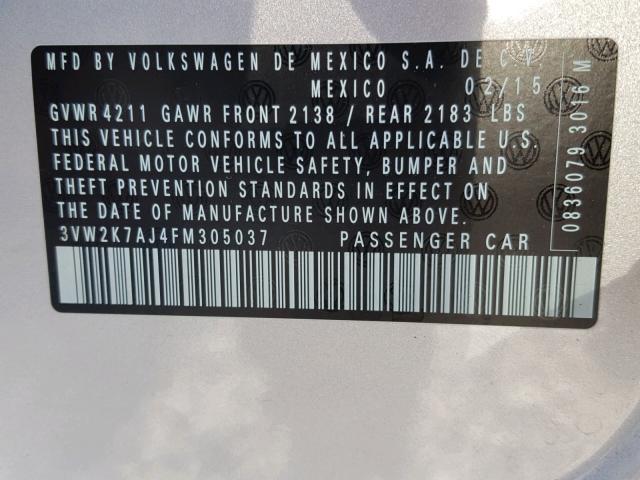 MFD BY VOLKSWAGEN DE MEXICO S.A. DE C V
MEXICO 02/15
GVWR 4211 GAWR FRONT 2138 / REAR 2183 LBS
THIS VEHICLE CONFORMS TO ALL APPLICABLE U.S.
FEDERAL MOTOR VEHICLE SAFETY, BUMPER AND
THEFT PREVENTION STANDARDS IN EFFECT ON
THE DATE OF MANUFACTURE SHOWN ABOVE.
3VW2K7AJ4FM305037 PASSENGER CAR
0836079 3016 M